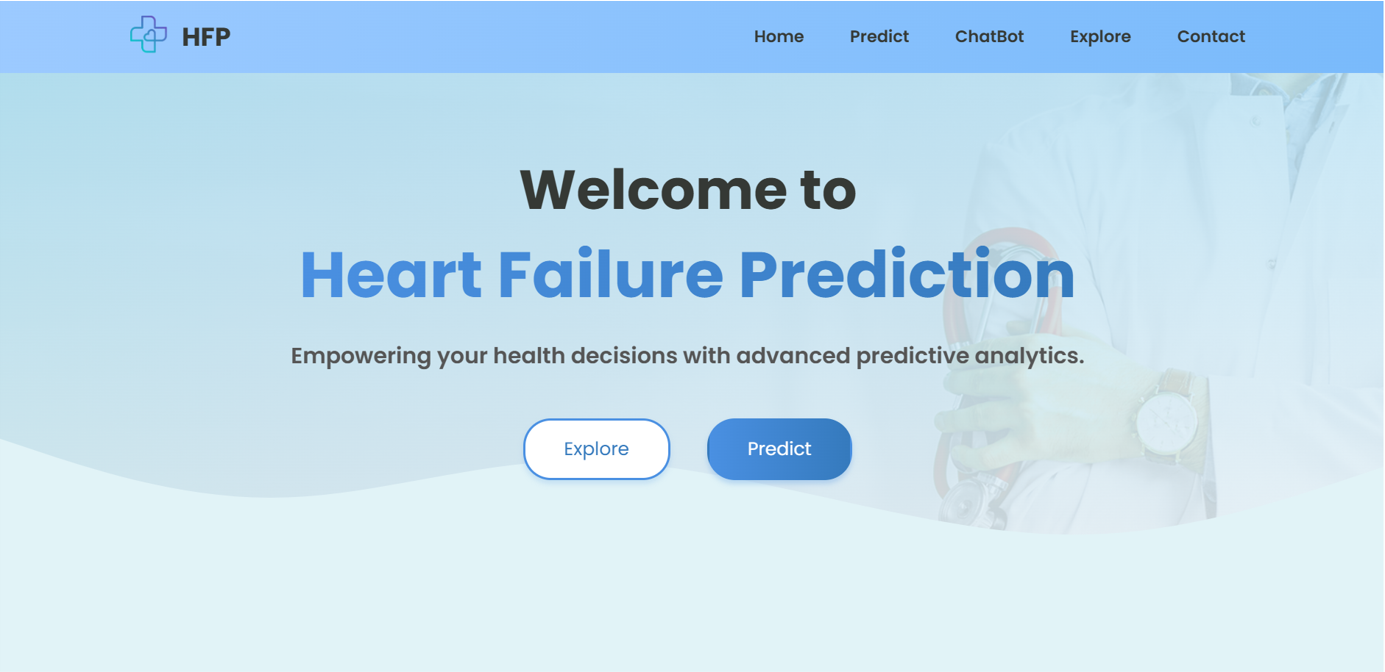 HFP
Home Predict ChatBot Explore Contact
Welcome to
Heart Failure Prediction
Empowering your health decisions with advanced predictive analytics.
Explore Predict